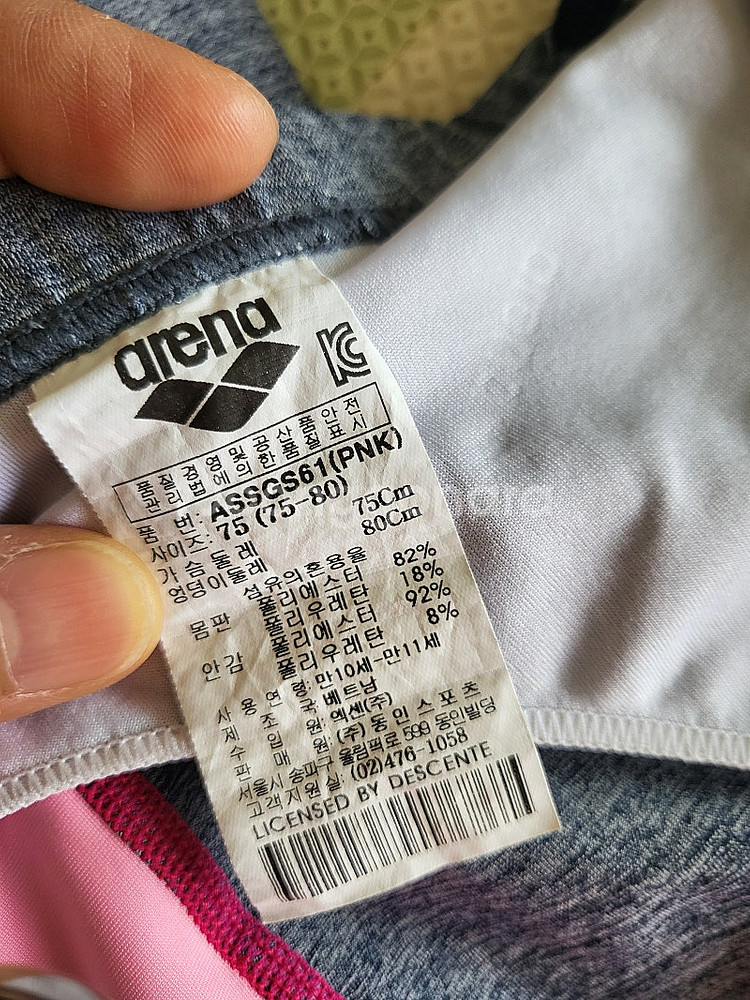 arena
품질경영및공산품안전
관리법에의한품질표시
품 번: ASSGS61(PNK)
사이즈: 75 (75-80)
가슴둘레 75Cm
엉덩이둘레 80Cm
섬유의혼용율
몸판 폴리에스터 82%
폴리우레탄 18%
안감 폴리에스터 92%
폴리우레탄 8%
사용연령: 만10세-만11세
제조국: 베트남
수입원: 엑센(주)
판매원: (주)동인스포츠
서울시 송파구 올림픽로 599 동인빌딩
고객지원실: (02)476-1058
LICENSED BY DESCENTE